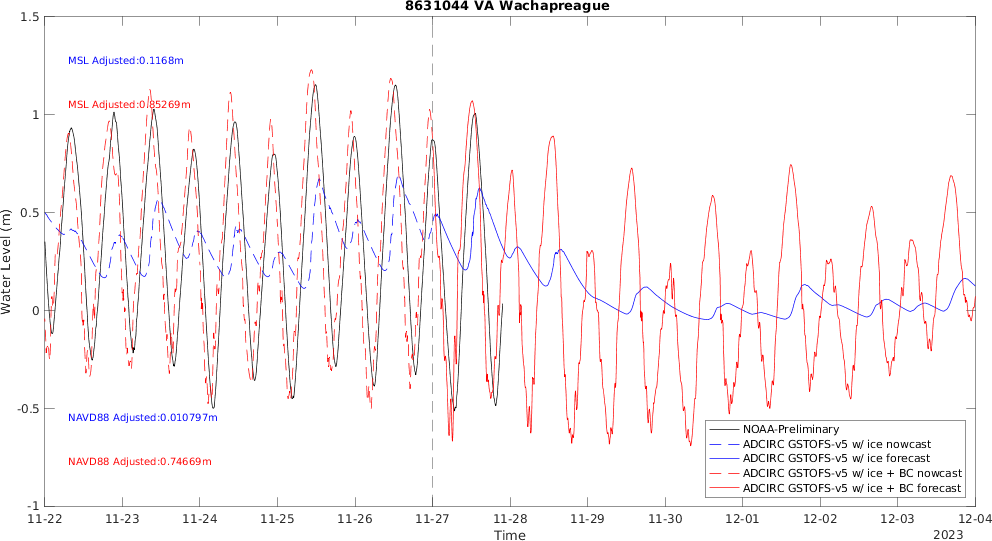 8631044 VA Wachapreague
1.5
1
0.5
0
-0.5
-1
Water Level (m)
MSL Adjusted:0.1168m
MSL Adjusted:0.85269m
NAVD88 Adjusted:0.010797m
NAVD88 Adjusted:0.74669m
NOAA-Preliminary
ADCIRC GSTOFS-v5 w/ ice nowcast
ADCIRC GSTOFS-v5 w/ ice forecast
ADCIRC GSTOFS-v5 w/ ice + BC nowcast
ADCIRC GSTOFS-v5 w/ ice + BC forecast
11-22 11-23 11-24 11-25 11-26 11-27 11-28 11-29 11-30 12-01 12-02 12-03 12-04
Time
2023